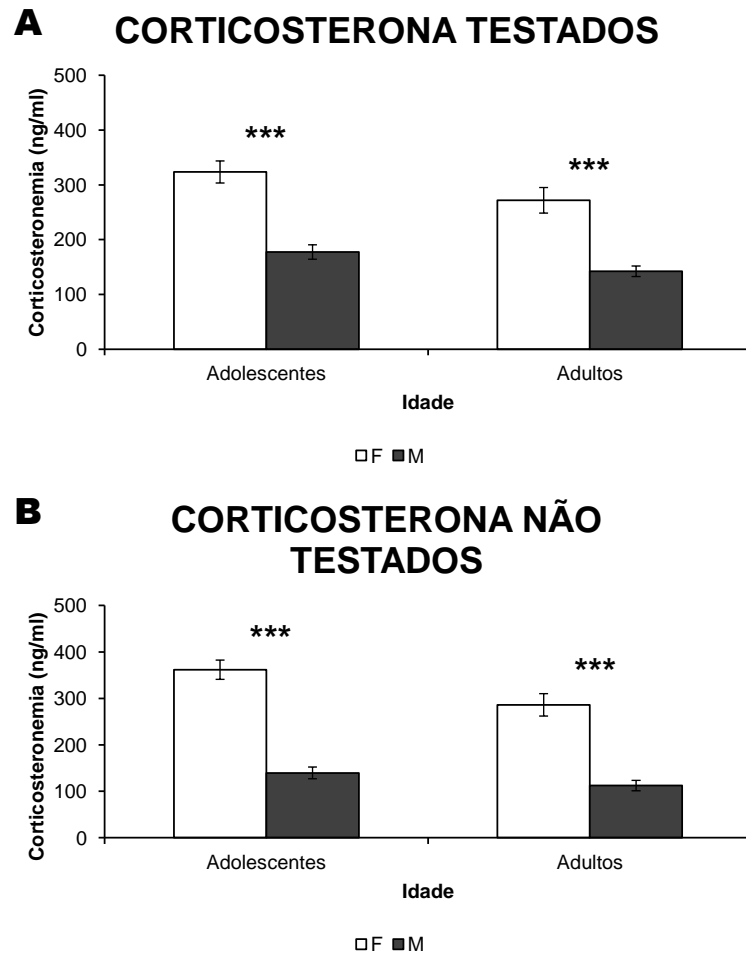 A
CORTICOSTERONA TESTADOS
Corticosteronemia (ng/ml)
500
400
300
200
100
0
***
***
Adolescentes
Adultos
Idade
F M
B
CORTICOSTERONA NÃO
TESTADOS
Corticosteronemia (ng/ml)
500
400
300
200
100
0
***
***
Adolescentes
Adultos
Idade
F M